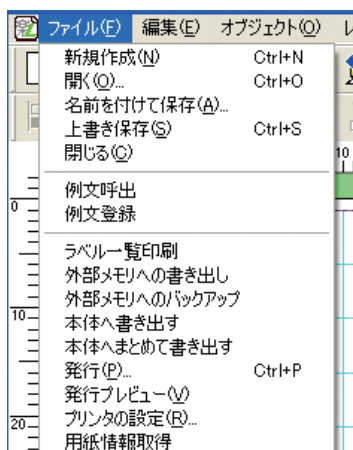 ファイル(F) 編集(E) オブジェクト(O) レ
新規作成(N) Ctrl+N
開く(O)... Ctrl+O
名前を付けて保存(A)...
上書き保存(S) Ctrl+S
閉じる(C)
10
例文呼出
0
例文登録
ラベル一覧印刷
外部メモリへの書き出し
外部メモリへのバックアップ
10
本体へ書き出す
本体へまとめて書き出す
発行(P)... Ctrl+P
発行プレビュー(V)
プリンタの設定(R)...
20
用紙情報取得